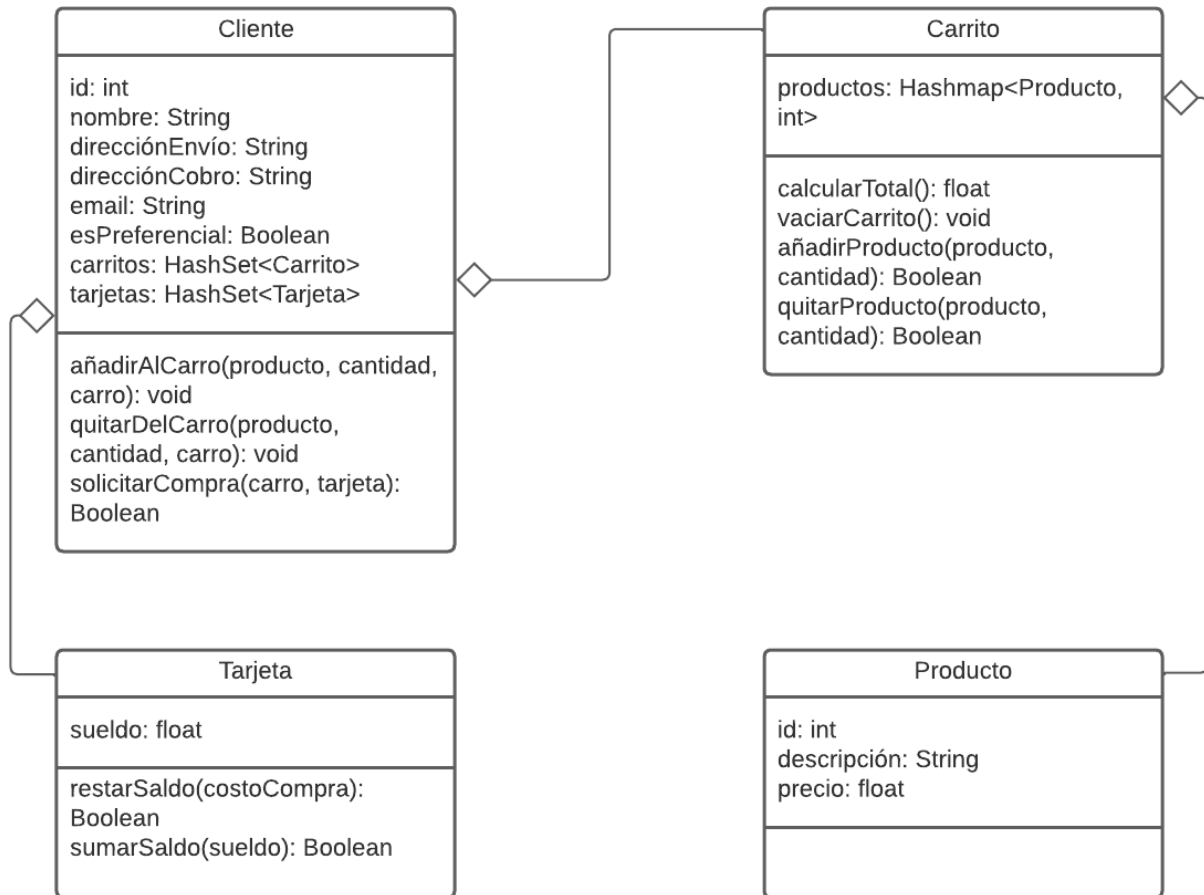 Cliente
id: int
nombre: String
direcciónEnvío: String
direcciónCobro: String
email: String
esPreferencial: Boolean
carritos: HashSet<Carrito>
tarjetas: HashSet<Tarjeta>
añadirAlCarro(producto, cantidad,
carro): void
quitarDelCarro(producto,
cantidad, carro): void
solicitarCompra(carro, tarjeta):
Boolean
Carrito
productos: Hashmap<Producto,
int>
calcularTotal(): float
vaciarCarrito(): void
añadirProducto(producto,
cantidad): Boolean
quitarProducto(producto,
cantidad): Boolean
Tarjeta
sueldo: float
restarSaldo(costoCompra):
Boolean
sumarSaldo(sueldo): Boolean
Producto
id: int
descripción: String
precio: float